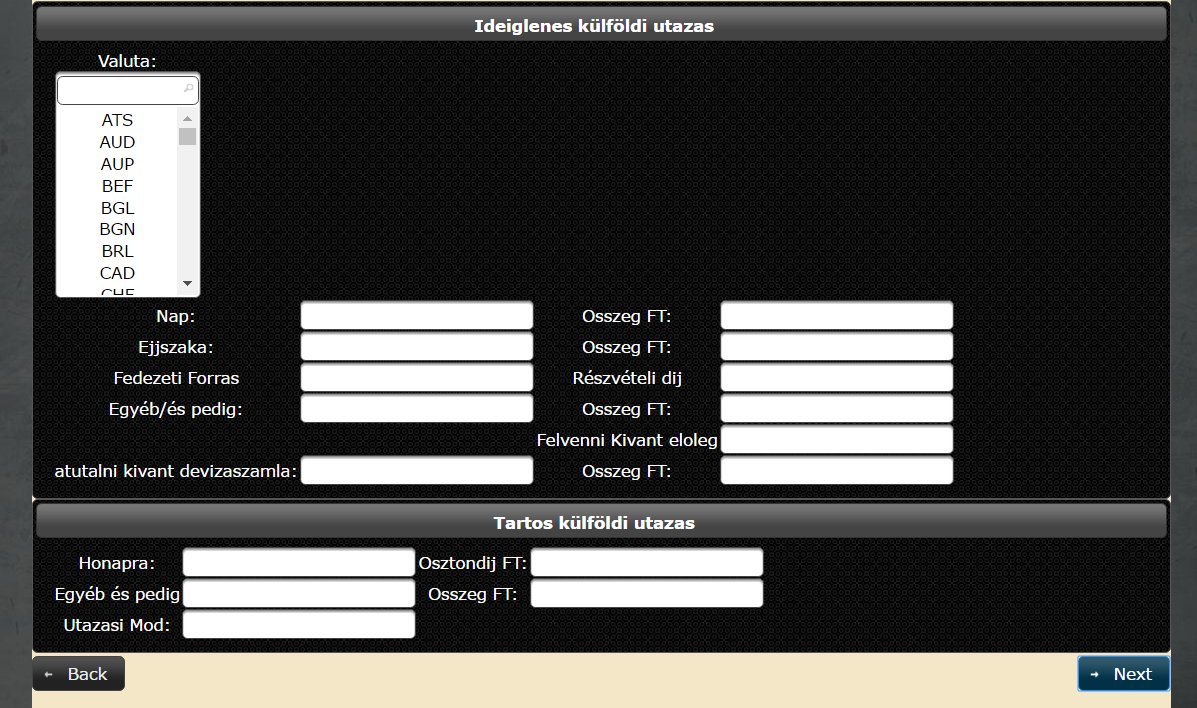 Ideiglenes külföldi utazas
Valuta:
ATS
AUD
AUP
BEF
BGL
BGN
BRL
CAD
CHF
Nap: Osszeg FT:
Ejjszaka: Osszeg FT:
Fedezeti Forras Részvételi dij
Egyéb/és pedig: Osszeg FT:
Felvenni Kivant eloleg
atutalni kivant devizaszamla: Osszeg FT:
Tartos külföldi utazas
Honapra: Osztondij FT:
Egyéb és pedig Osszeg FT:
Utazasi Mod:
Back Next